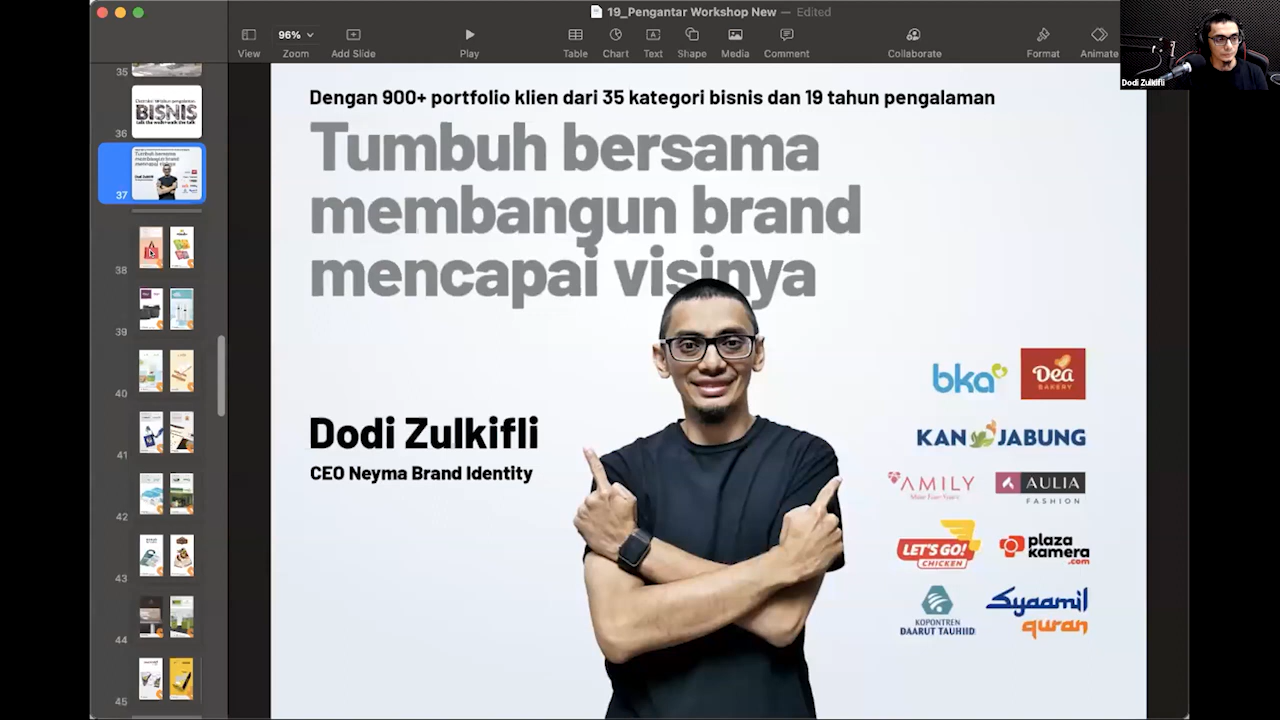 19_Pengantar Workshop New — Edited
96%
View
Zoom
Add Slide
Play
Table
Chart
Text
Shape
Media
Comment
Collaborate
Format
Animate
Dodi Zulkifli
35
36
BISNIS
37
38
39
40
41
42
43
44
45
Dengan 900+ portfolio klien dari 35 kategori bisnis dan 19 tahun pengalaman
Tumbuh bersama
membangun brand
mencapai visinya
Dodi Zulkifli
CEO Neyma Brand Identity
bka
Dea
BAKERY
KAN JABUNG
AMILY
AULIA
FASHION
LET'S GO!
CHICKEN
plaza
kamera
.com
KOPONTREN
DAARUT TAUHIID
Syaamil
quran